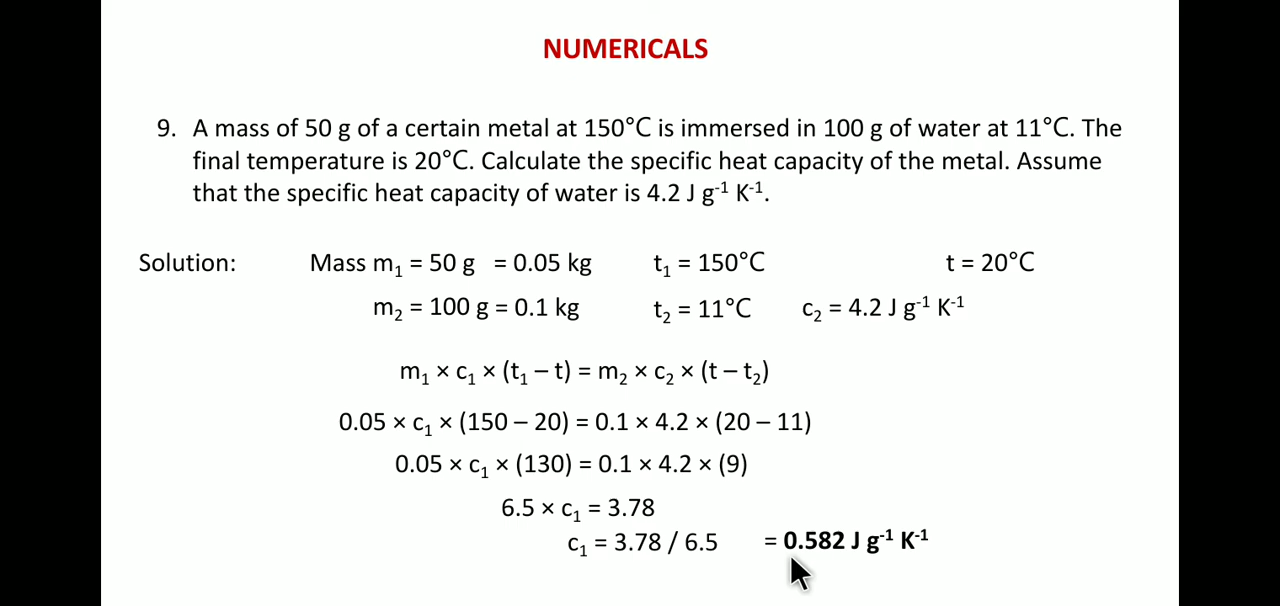 NUMERICALS
9. A mass of 50 g of a certain metal at 150°C is immersed in 100 g of water at 11°C. The
final temperature is 20°C. Calculate the specific heat capacity of the metal. Assume
that the specific heat capacity of water is 4.2 J g⁻¹ K⁻¹.
Solution: Mass m₁ = 50 g = 0.05 kg t₁ = 150°C t = 20°C
m₂ = 100 g = 0.1 kg t₂ = 11°C c₂ = 4.2 J g⁻¹ K⁻¹
m₁ × c₁ × (t₁ – t) = m₂ × c₂ × (t – t₂)
0.05 × c₁ × (150 – 20) = 0.1 × 4.2 × (20 – 11)
0.05 × c₁ × (130) = 0.1 × 4.2 × (9)
6.5 × c₁ = 3.78
c₁ = 3.78 / 6.5 = 0.582 J g⁻¹ K⁻¹